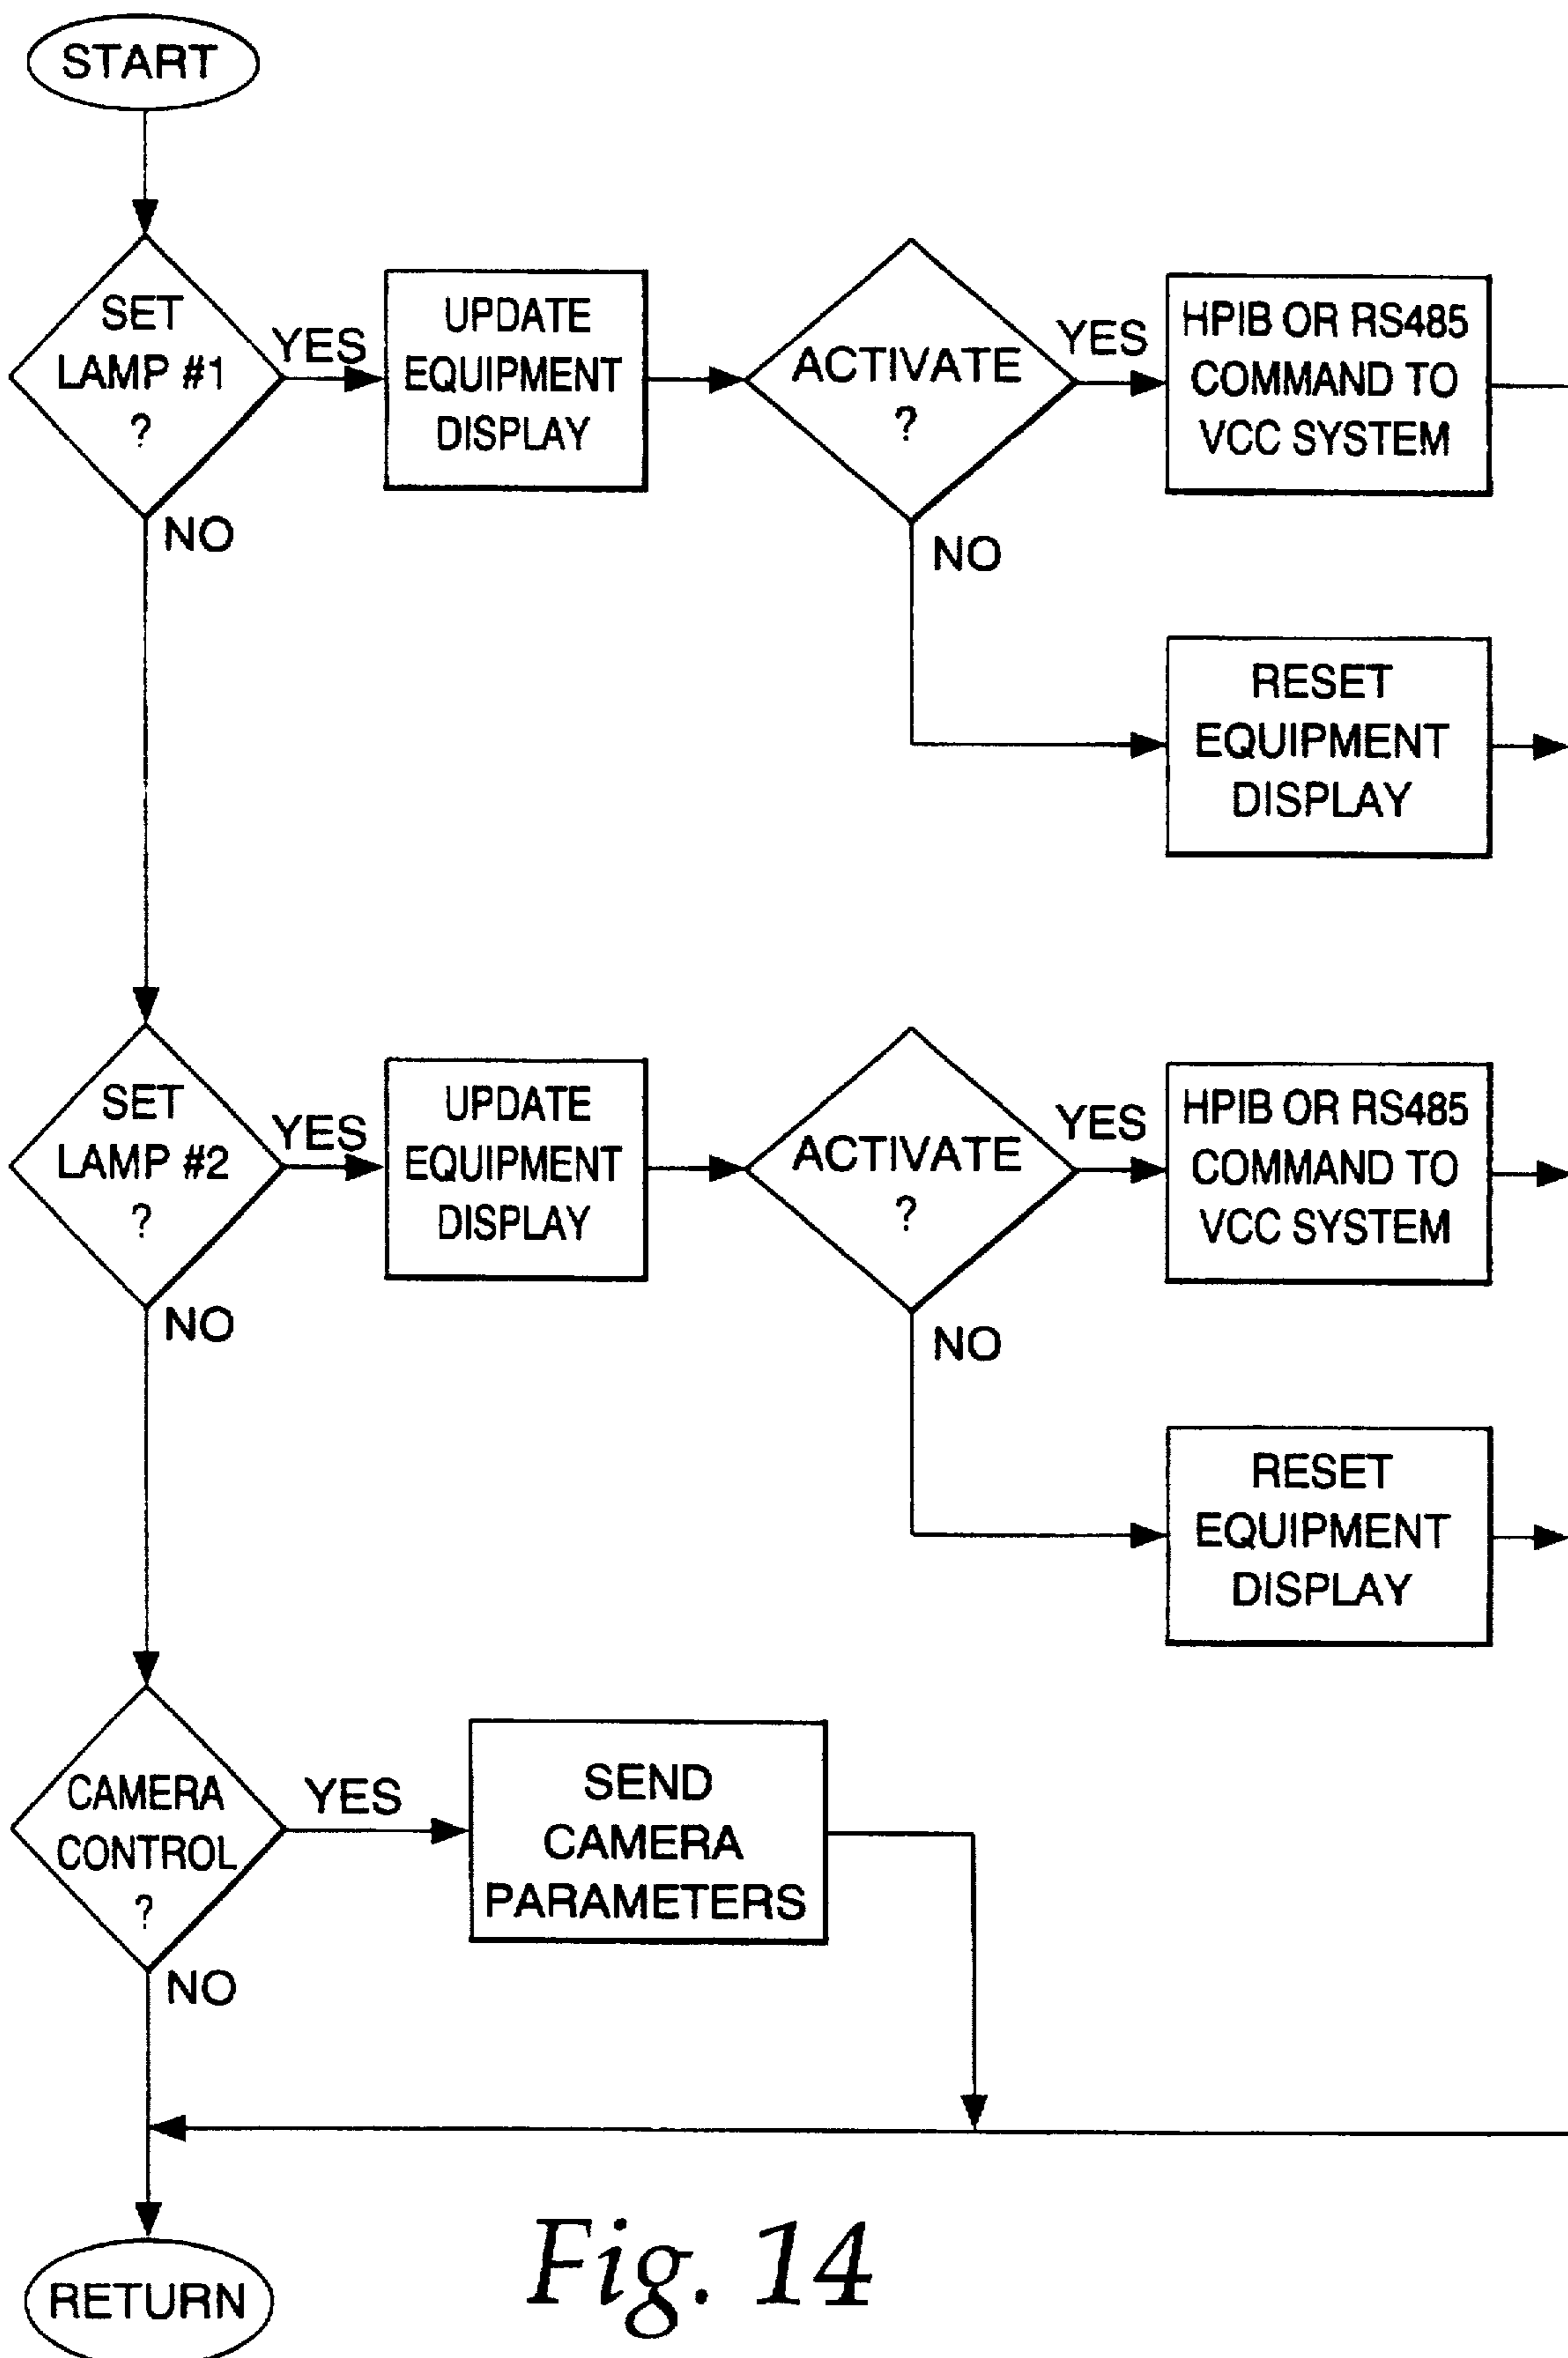 START
SET
LAMP #1
?
YES
NO
UPDATE
EQUIPMENT
DISPLAY
ACTIVATE
?
YES
NO
HPIB OR RS485
COMMAND TO
VCC SYSTEM
RESET
EQUIPMENT
DISPLAY
SET
LAMP #2
?
YES
NO
UPDATE
EQUIPMENT
DISPLAY
ACTIVATE
?
YES
NO
HPIB OR RS485
COMMAND TO
VCC SYSTEM
RESET
EQUIPMENT
DISPLAY
CAMERA
CONTROL
?
YES
NO
SEND
CAMERA
PARAMETERS
RETURN
Fig. 14